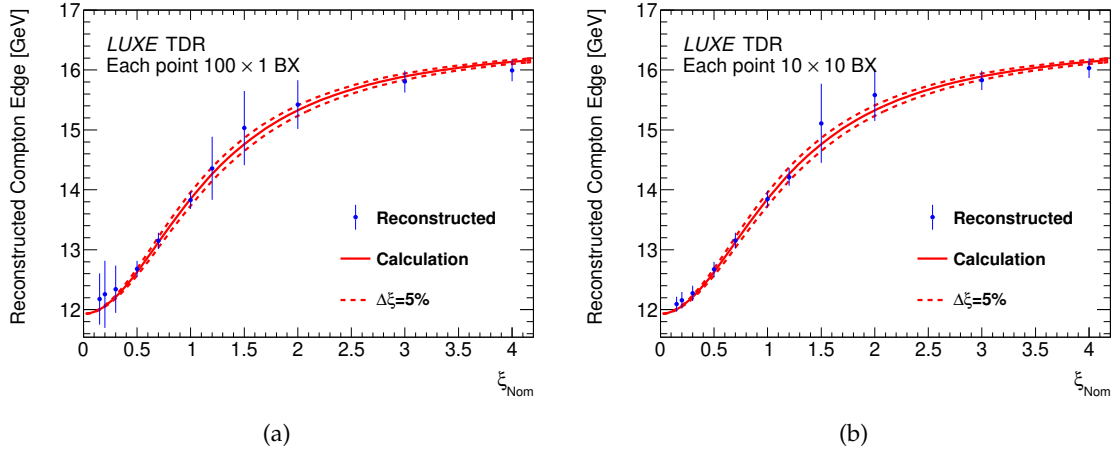 Reconstructed Compton Edge [GeV]
17
16
15
14
13
12
LUXE TDR
Each point 100 × 1 BX
Reconstructed
Calculation
Δξ=5%
0 0.5 1 1.5 2 2.5 3 3.5 4
ξNom
(a)
Reconstructed Compton Edge [GeV]
17
16
15
14
13
12
LUXE TDR
Each point 10 × 10 BX
Reconstructed
Calculation
Δξ=5%
0 0.5 1 1.5 2 2.5 3 3.5 4
ξNom
(b)